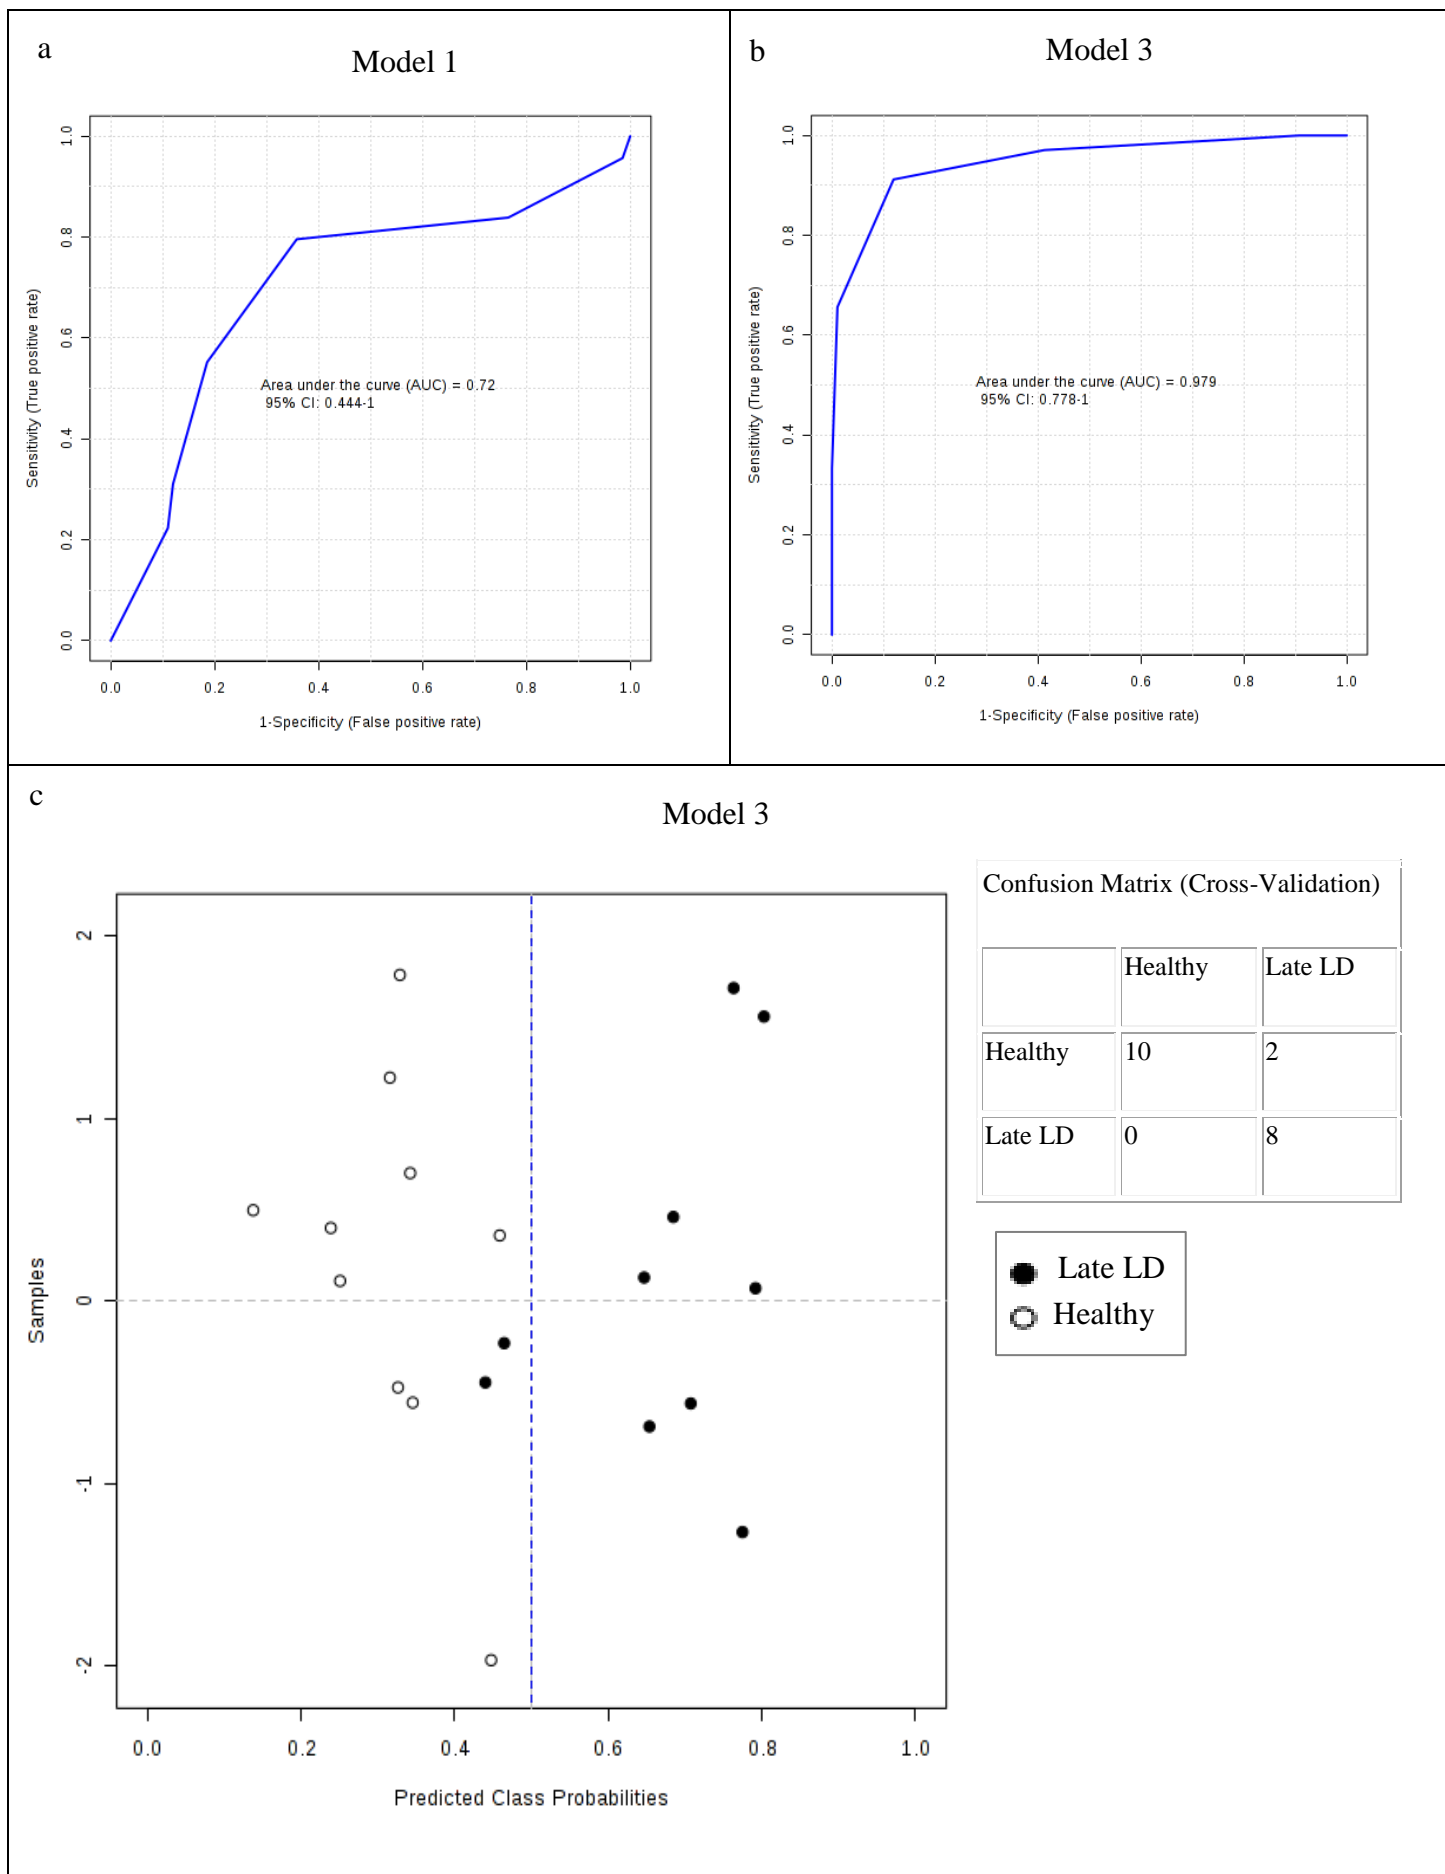 a
Model 1
1.0
0.8
0.6
0.4
0.2
0.0
Sensitivity (True positive rate)
Area under the curve (AUC) = 0.72
95% CI: 0.444-1
0.0 0.2 0.4 0.6 0.8 1.0
1-Specificity (False positive rate)
b
Model 3
1.0
0.8
0.6
0.4
0.2
0.0
Sensitivity (True positive rate)
Area under the curve (AUC) = 0.979
95% CI: 0.778-1
0.0 0.2 0.4 0.6 0.8 1.0
1-Specificity (False positive rate)
c
Model 3
2
1
0
-1
-2
Samples
0.0 0.2 0.4 0.6 0.8 1.0
Predicted Class Probabilities
Confusion Matrix (Cross-Validation)
Healthy Late LD
Healthy 10 2
Late LD 0 8
Late LD
Healthy